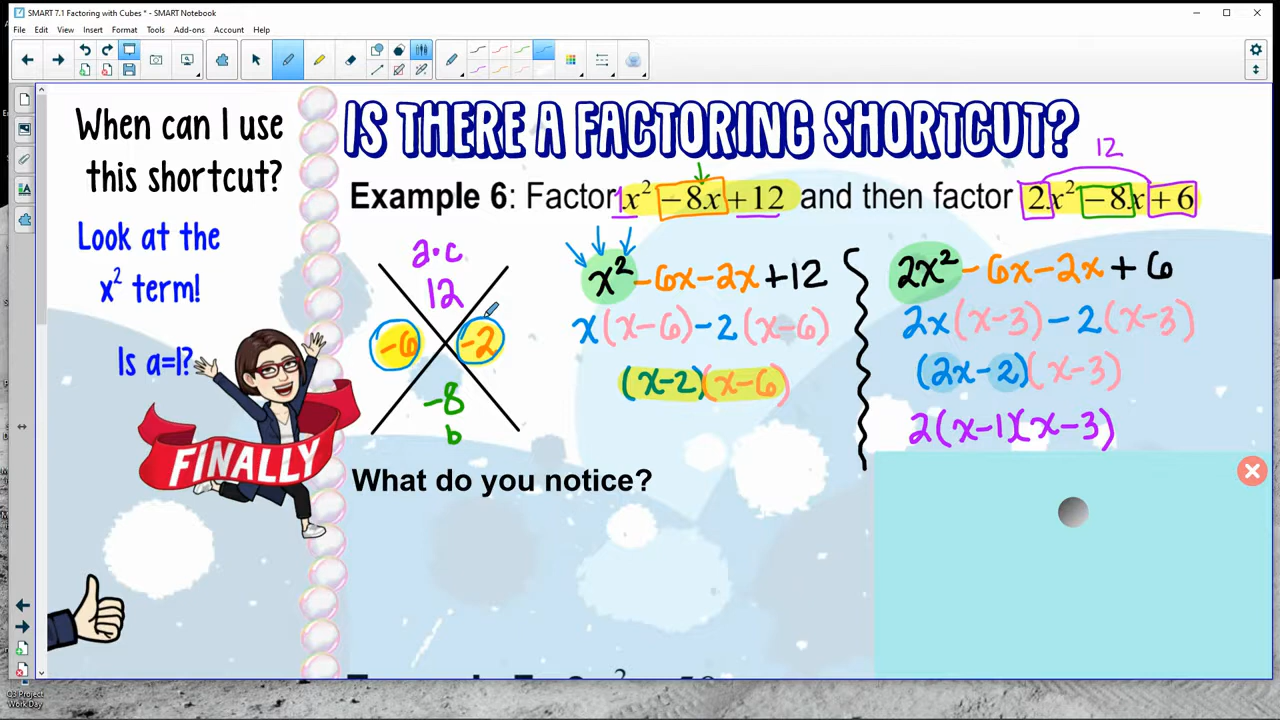 SMART 7.1 Factoring with Cubes * - SMART Notebook
File Edit View Insert Format Tools Add-ons Account Help
When can I use
this shortcut?
Look at the
x² term!
Is a=1?
FINALLY
IS THERE A FACTORING SHORTCUT?
12
Example 6: Factor 1x² − 8x + 12 and then factor 2x² − 8x + 6
a·c
12
-6 -2
-8
b
x² - 6x - 2x + 12
x(x-6) - 2(x-6)
(x-2)(x-6)
2x² - 6x - 2x + 6
2x(x-3) - 2(x-3)
(2x-2)(x-3)
2(x-1)(x-3)
What do you notice?
Q3 Project
Work Day